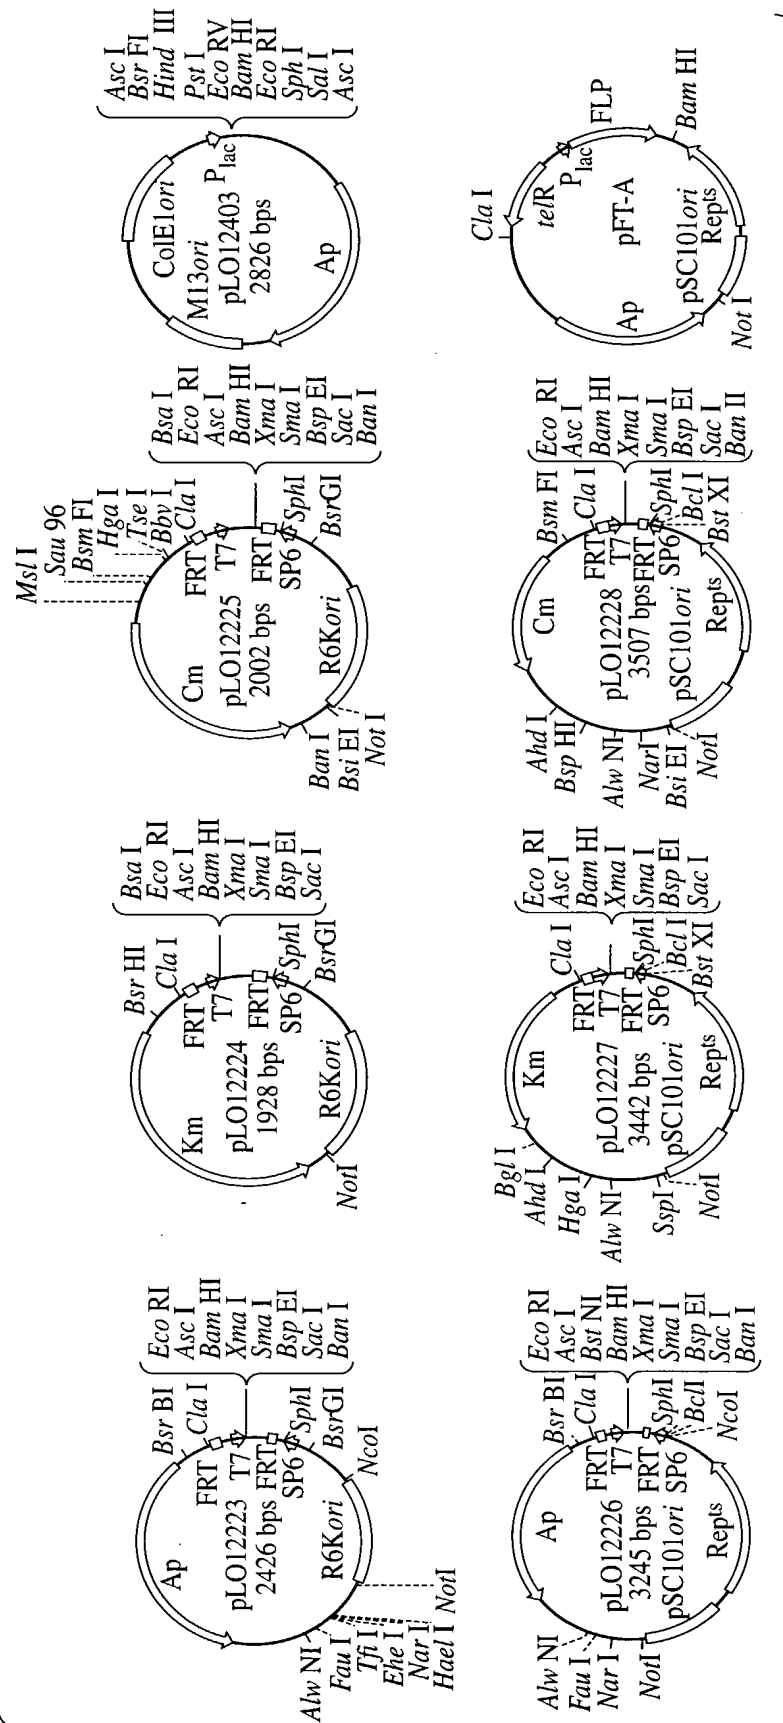 Eco RI
Asc I
Bam HI
Xma I
Sma I
Bsp EI
Sac I
Ban I
Bsr BI
Cla I
FRT
T7
FRT
SP6
SphI
BsrGI
NcoI
Ap
pLO12223
2426 bps
R6Kori
Alw NI
Fau I
Tfi I
Ehe I
Nar I
Hael I
NotI
Bsa I
Eco RI
Asc I
Bam HI
Xma I
Sma I
Bsp EI
Sac I
Bsr HI
Cla I
FRT
T7
FRT
SP6
SphI
BsrGI
Km
pLO12224
1928 bps
R6Kori
NotI
Msl I
Sau 96
Bsm FI
Hga I
Tse I
Bbv I
Cla I
Bsa I
Eco RI
Asc I
Bam HI
Xma I
Sma I
Bsp EI
Sac I
Ban I
FRT
T7
FRT
SP6
SphI
BsrGI
Cm
pLO12225
2002 bps
R6Kori
Ban I
Bsi EI
Not I
Asc I
Bsr FI
Hind III
Pst I
Eco RV
Bam HI
Eco RI
Sph I
Sal I
Asc I
ColE1ori
Plac
M13ori
pLO12403
2826 bps
Ap
Eco RI
Asc I
Bst NI
Bam HI
Xma I
Sma I
Bsp EI
Sac I
Ban I
Bsr BI
Cla I
FRT
T7
FRT
SP6
SphI
BclI
NcoI
Ap
pLO12226
3245 bps
pSC101ori
Repts
Alw NI
Fau I
Nar I
NotI
Eco RI
Asc I
Bam HI
Xma I
Sma I
Bsp EI
Sac I
Cla I
FRT
T7
FRT
SP6
SphI
Bcl I
Bst XI
Km
pLO12227
3442 bps
pSC101ori
Repts
Bgl I
Ahd I
Hga I
Alw NI
SspI
NotI
Eco RI
Asc I
Bam HI
Xma I
Sma I
Bsp EI
Sac I
Ban II
Bsm FI
Cla I
FRT
T7
FRT
SP6
SphI
Bcl I
Bst XI
Cm
pLO12228
3507 bps
pSC101ori
Repts
Ahd I
Bsp HI
Alw NI
NarI
Bsi EI
NotI
Cla I
telR
Plac
FLP
Bam HI
pFT-A
Ap
pSC101ori
Repts
Not I